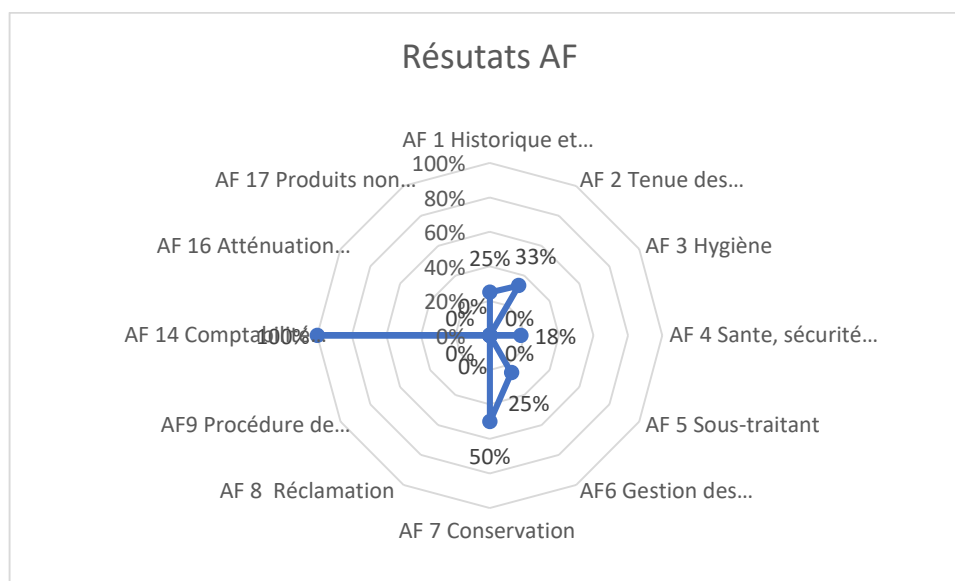 Résutats AF
AF 1 Historique et...
100%
AF 17 Produits non...
AF 2 Tenue des...
80%
60%
AF 16 Atténuation...
AF 3 Hygiène
40%
25%
33%
20%
0%
0%
0%
AF 14 Comptabilité...
100%
0%
18%
AF 4 Sante, sécurité...
0%
0%
0%
25%
AF9 Procédure de...
AF 5 Sous-traitant
50%
AF 8 Réclamation
AF6 Gestion des...
AF 7 Conservation